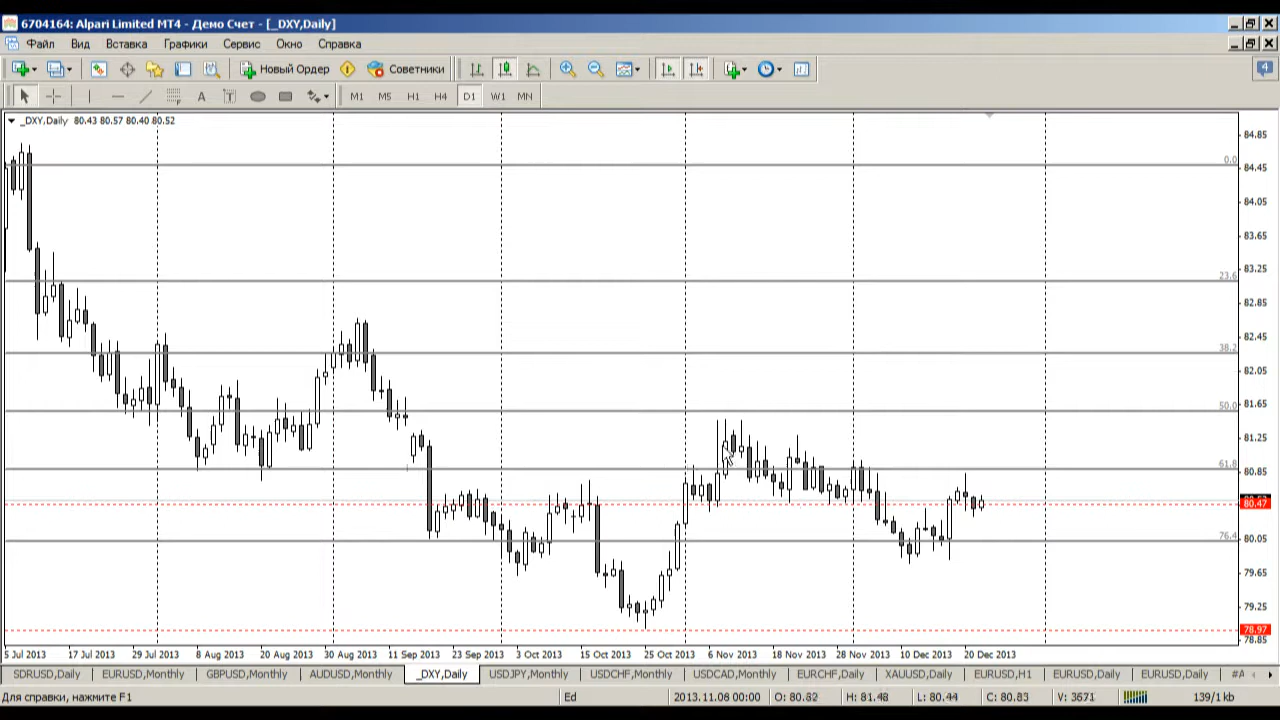 6704164: Alpari Limited MT4 - Демо Счет - [_DXY,Daily]
Файл Вид Вставка Графики Сервис Окно Справка
Новый Ордер Советники 4
A T M1 M5 H1 H4 D1 W1 MN
_DXY,Daily 80.43 80.57 80.40 80.52
84.85
0.0
84.45
84.05
83.65
83.25
23.6
82.85
82.45
38.2
82.05
81.65
50.0
81.25
61.8
80.85
80.47
80.05
76.4
79.65
79.25
78.97
78.85
5 Jul 2013 17 Jul 2013 29 Jul 2013 8 Aug 2013 20 Aug 2013 30 Aug 2013 11 Sep 2013 23 Sep 2013 3 Oct 2013 15 Oct 2013 25 Oct 2013 6 Nov 2013 18 Nov 2013 28 Nov 2013 10 Dec 2013 20 Dec 2013
SDRUSD,Daily EURUSD,Monthly GBPUSD,Monthly AUDUSD,Monthly _DXY,Daily USDJPY,Monthly USDCHF,Monthly USDCAD,Monthly EURCHF,Daily XAUUSD,Daily EURUSD,H1 EURUSD,Daily EURUSD,Daily #A
Для справки, нажмите F1 Ed 2013.11.08 00:00 O: 80.82 H: 81.48 L: 80.44 C: 80.83 V: 3671 139/1 kb